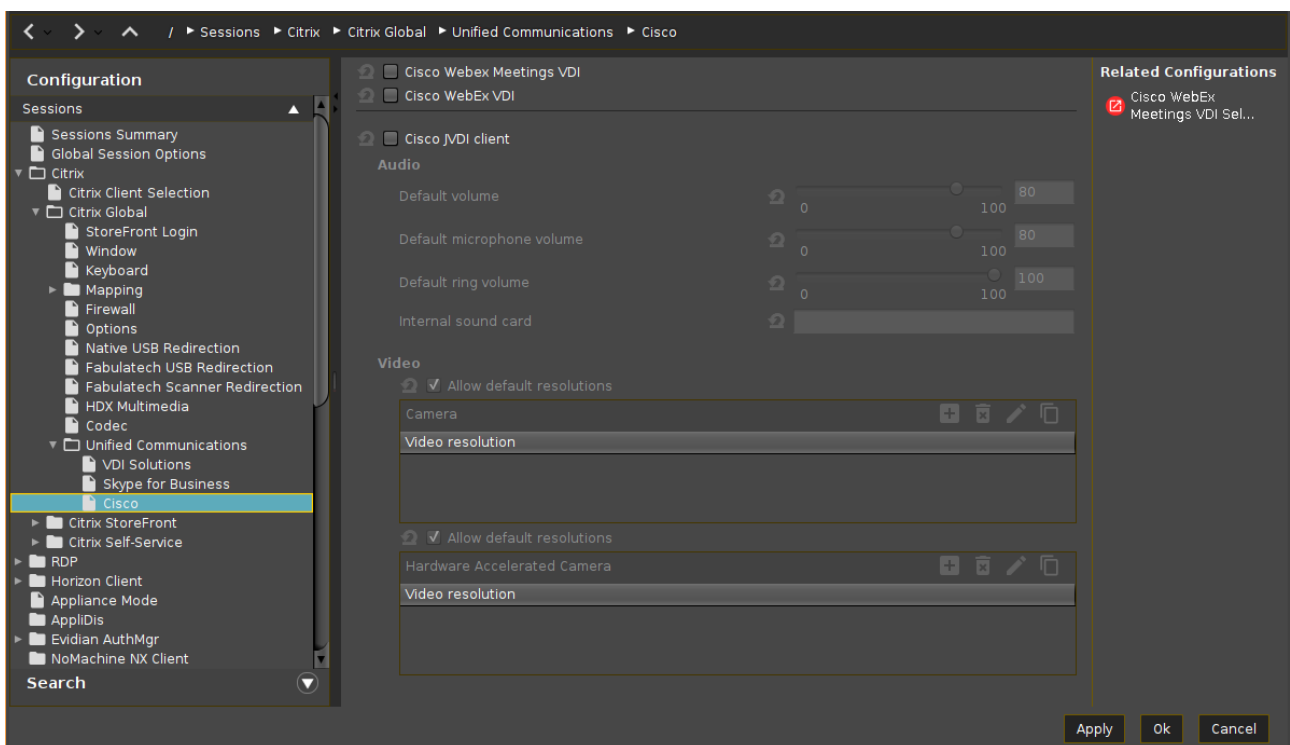 / Sessions Citrix Citrix Global Unified Communications Cisco
Configuration
Sessions
Sessions Summary
Global Session Options
Citrix
Citrix Client Selection
Citrix Global
StoreFront Login
Window
Keyboard
Mapping
Firewall
Options
Native USB Redirection
Fabulatech USB Redirection
Fabulatech Scanner Redirection
HDX Multimedia
Codec
Unified Communications
VDI Solutions
Skype for Business
Cisco
Citrix StoreFront
Citrix Self-Service
RDP
Horizon Client
Appliance Mode
AppliDis
Evidian AuthMgr
NoMachine NX Client
Search
Cisco Webex Meetings VDI
Cisco WebEx VDI
Cisco JVDI client
Audio
Default volume
0 100 80
Default microphone volume
0 100 80
Default ring volume
0 100 100
Internal sound card
Video
Allow default resolutions
Camera
Video resolution
Allow default resolutions
Hardware Accelerated Camera
Video resolution
Related Configurations
Cisco WebEx
Meetings VDI Sel...
Apply Ok Cancel